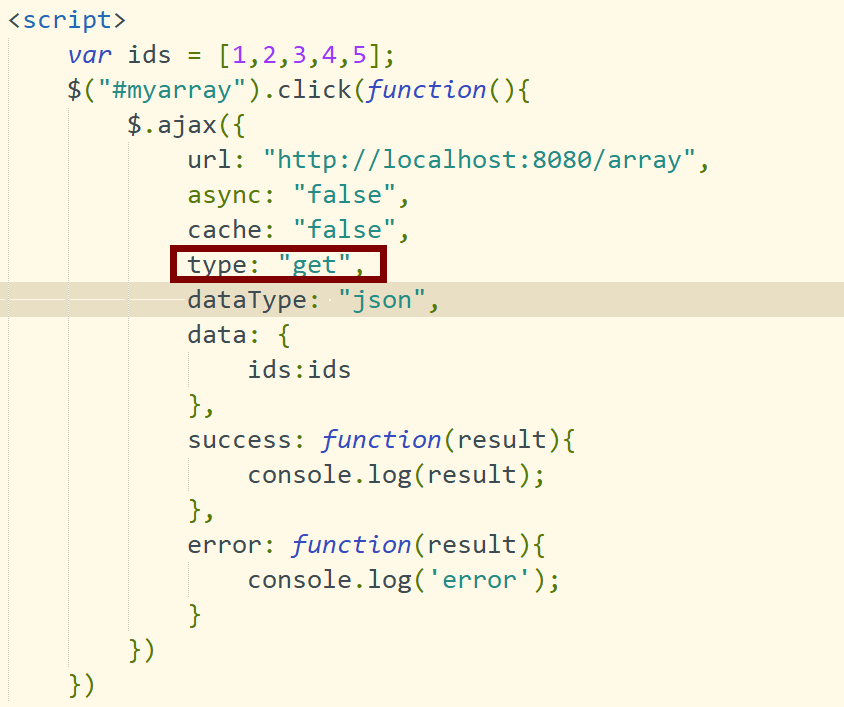 <script>
var ids = [1,2,3,4,5];
$("#myarray").click(function(){
$.ajax({
url: "http://localhost:8080/array",
async: "false",
cache: "false",
type: "get",
dataType: "json",
data: {
ids:ids
},
success: function(result){
console.log(result);
},
error: function(result){
console.log('error');
}
})
})